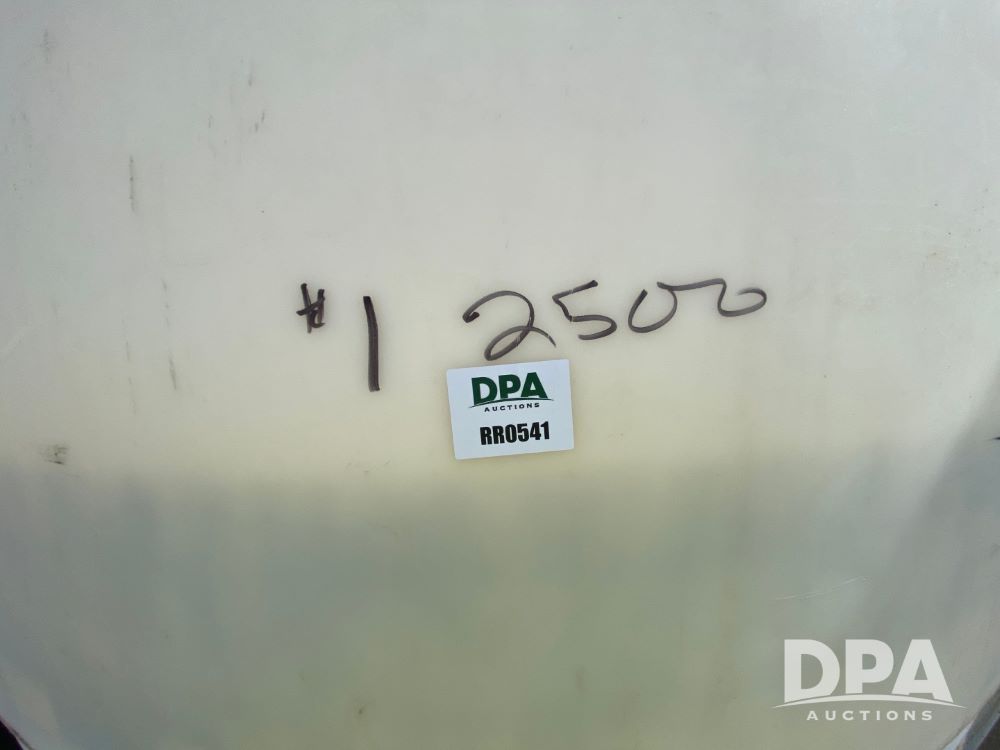 #1 2500
DPA
AUCTIONS
RR0541
DPA
AUCTIONS